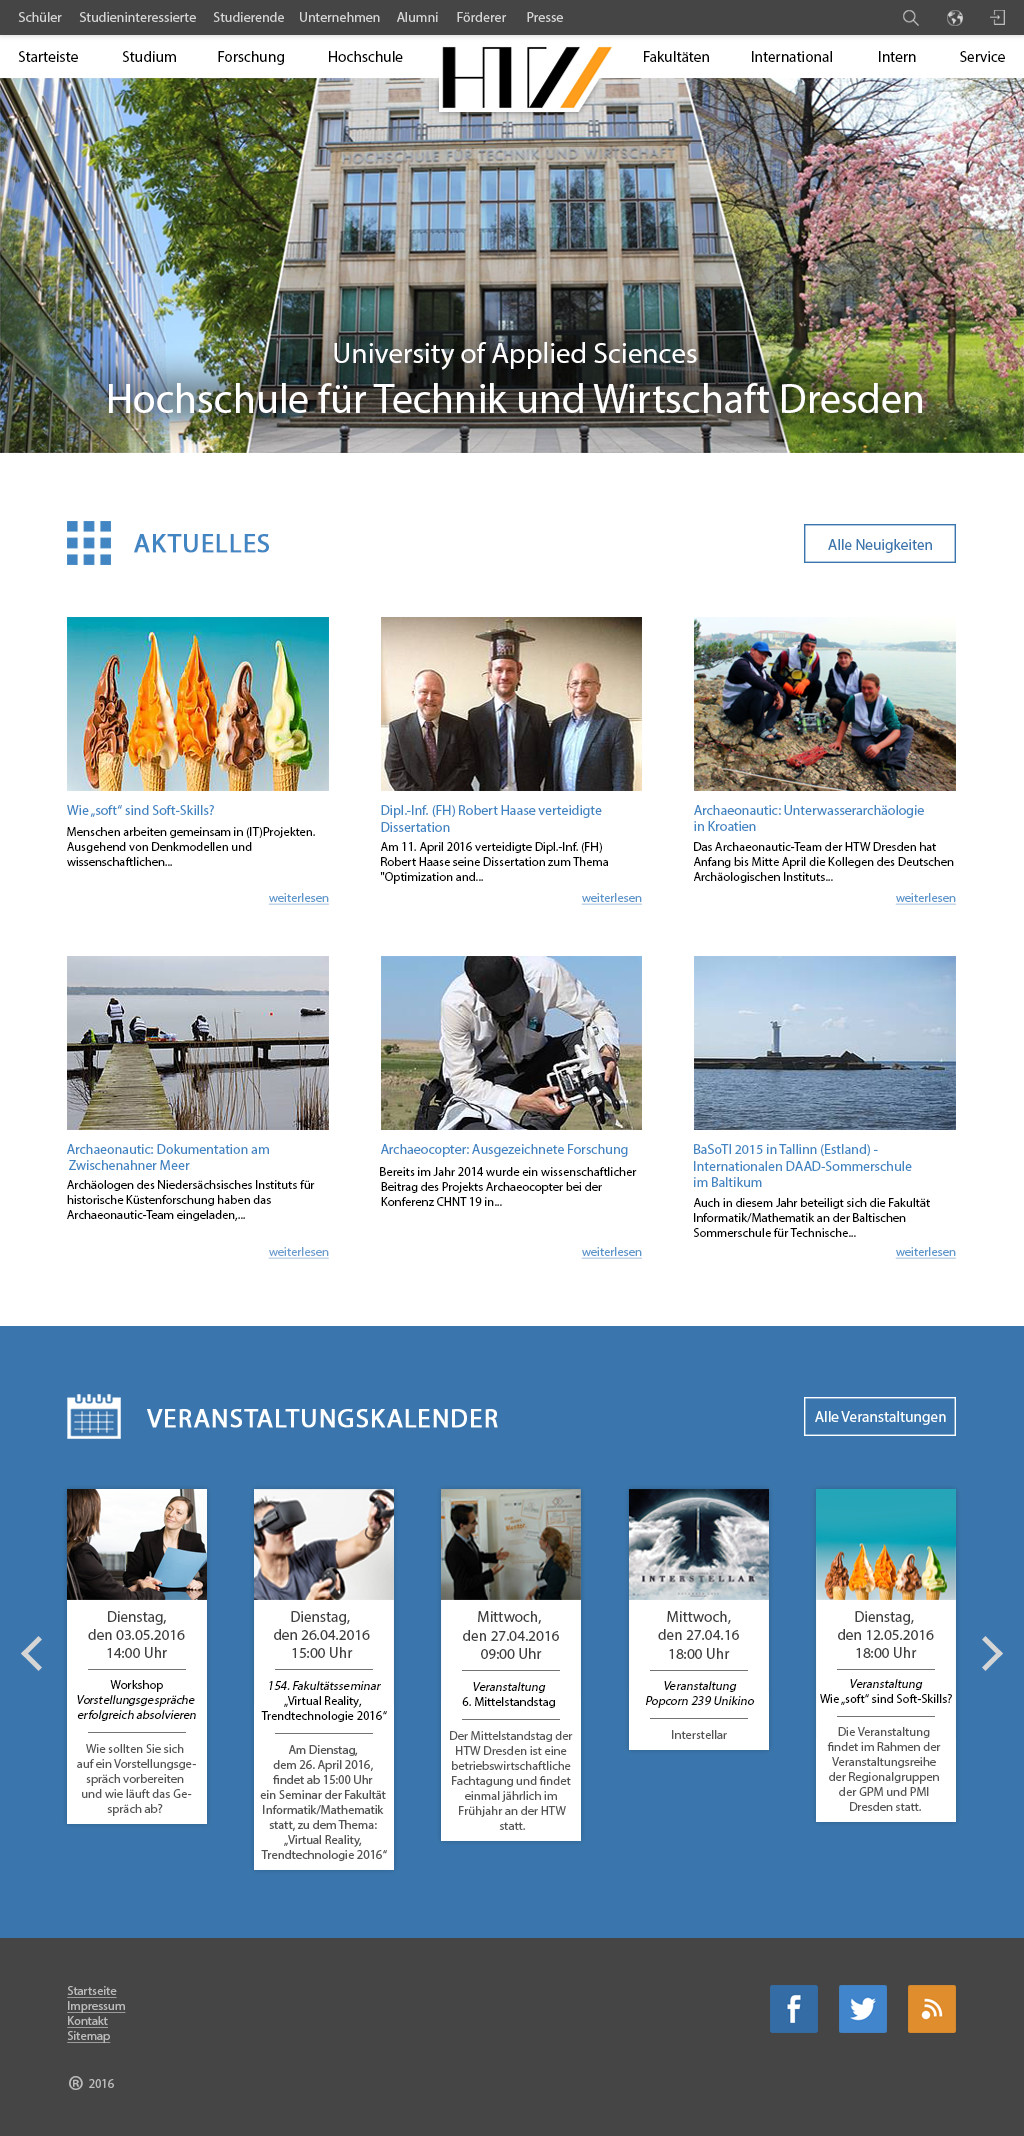 Schüler Studieninteressierte Studierende Unternehmen Alumni Förderer Presse
Starteiste Studium Forschung Hochschule HTW Fakultäten International Intern Service
HOCHSCHULE FÜR TECHNIK UND WIRTSCHAFT
University of Applied Sciences
Hochschule für Technik und Wirtschaft Dresden
AKTUELLES
Alle Neuigkeiten
Wie „soft“ sind Soft-Skills?
Menschen arbeiten gemeinsam in (IT)Projekten.
Ausgehend von Denkmodellen und
wissenschaftlichen...
weiterlesen
Dipl.-Inf. (FH) Robert Haase verteidigte
Dissertation
Am 11. April 2016 verteidigte Dipl.-Inf. (FH)
Robert Haase seine Dissertation zum Thema
"Optimization and...
weiterlesen
Archaeonautic: Unterwasserarchäologie
in Kroatien
Das Archaeonautic-Team der HTW Dresden hat
Anfang bis Mitte April die Kollegen des Deutschen
Archäologischen Instituts...
weiterlesen
Archaeonautic: Dokumentation am
Zwischenahner Meer
Archäologen des Niedersächsisches Instituts für
historische Küstenforschung haben das
Archaeonautic-Team eingeladen,...
weiterlesen
Archaeocopter: Ausgezeichnete Forschung
Bereits im Jahr 2014 wurde ein wissenschaftlicher
Beitrag des Projekts Archaeocopter bei der
Konferenz CHNT 19 in...
weiterlesen
BaSoTI 2015 in Tallinn (Estland) -
Internationalen DAAD-Sommerschule
im Baltikum
Auch in diesem Jahr beteiligt sich die Fakultät
Informatik/Mathematik an der Baltischen
Sommerschule für Technische...
weiterlesen
VERANSTALTUNGSKALENDER
Alle Veranstaltungen
Dienstag,
den 03.05.2016
14:00 Uhr
Workshop
Vorstellungsgespräche
erfolgreich absolvieren
Wie sollten Sie sich
auf ein Vorstellungsge-
spräch vorbereiten
und wie läuft das Ge-
spräch ab?
Dienstag,
den 26.04.2016
15:00 Uhr
154. Fakultätsseminar
„Virtual Reality,
Trendtechnologie 2016“
Am Dienstag,
dem 26. April 2016,
findet ab 15:00 Uhr
ein Seminar der Fakultät
Informatik/Mathematik
statt, zu dem Thema:
„Virtual Reality,
Trendtechnologie 2016“
Mittwoch,
den 27.04.2016
09:00 Uhr
Veranstaltung
6. Mittelstandstag
Der Mittelstandstag der
HTW Dresden ist eine
betriebswirtschaftliche
Fachtagung und findet
einmal jährlich im
Frühjahr an der HTW
statt.
INTERSTELLAR
Mittwoch,
den 27.04.16
18:00 Uhr
Veranstaltung
Popcorn 239 Unikino
Interstellar
Dienstag,
den 12.05.2016
18:00 Uhr
Veranstaltung
Wie „soft“ sind Soft-Skills?
Die Veranstaltung
findet im Rahmen der
Veranstaltungsreihe
der Regionalgruppen
der GPM und PMI
Dresden statt.
Startseite
Impressum
Kontakt
Sitemap
® 2016